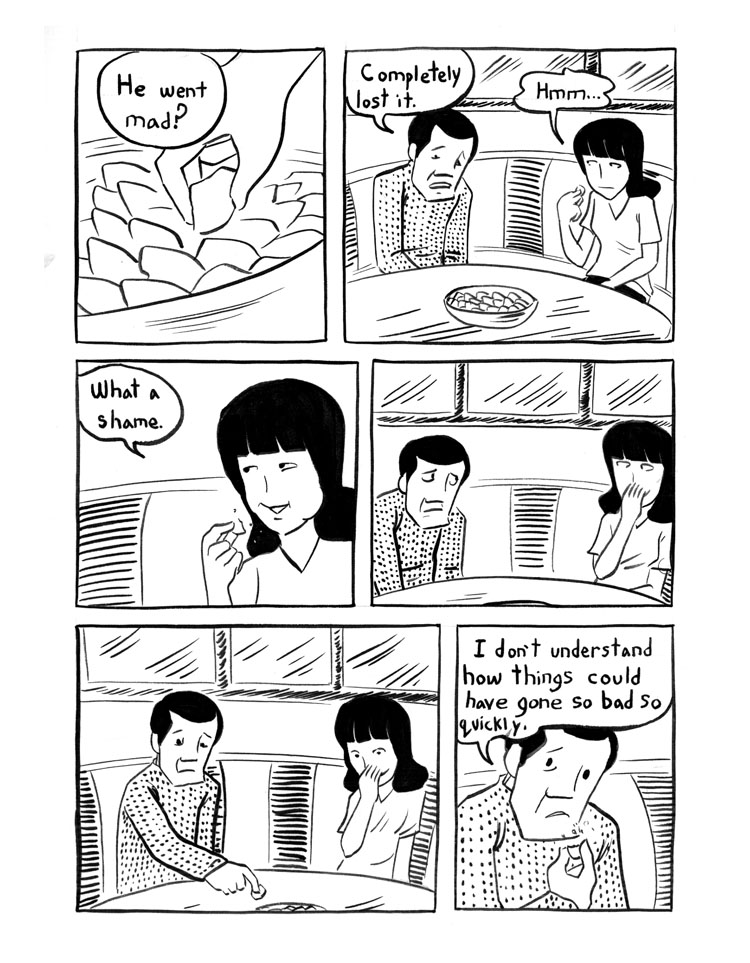 He went
mad?
Completely
lost it.
Hmm...
What a
shame.
I don't understand
how things could
have gone so bad so
quickly.